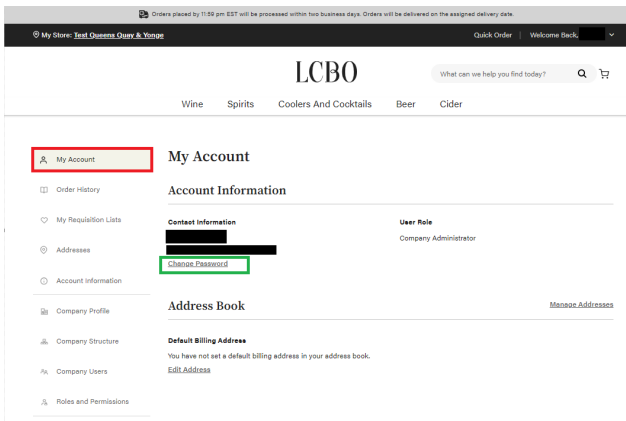 Orders placed by 11:59 pm EST will be processed within two business days. Orders will be delivered on the assigned delivery date.
My Store: Text Queens Quay & Yonge
Quick Order | Welcome Back,
LCBO
What can we help you find today?
Wine Spirits Coolers And Cocktails Beer Cider
My Account
Order History
My Requisition Lists
Addresses
Account Information
Company Profile
Company Structure
Company Users
Roles and Permissions
My Account
Account Information
Contact Information
Change Password
User Role
Company Administrator
Address Book
Manage Addresses
Default Billing Address
You have not set a default billing address in your address book.
Edit Address